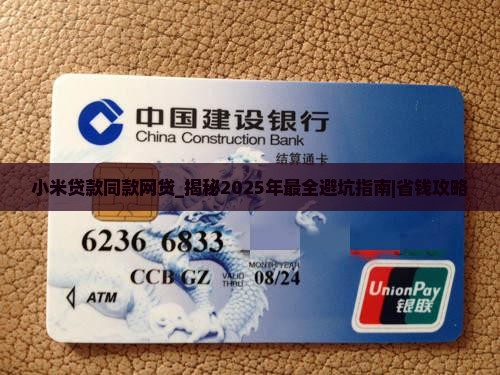 中国建设银行
China Construction Bank
结算通卡
小米贷款同款网贷_揭秘2025年最全避坑指南|省钱攻略
6236 6833
MONTH/YEAR
CCB GZ VALID THRU 08/24
ATM
UnionPay
银联